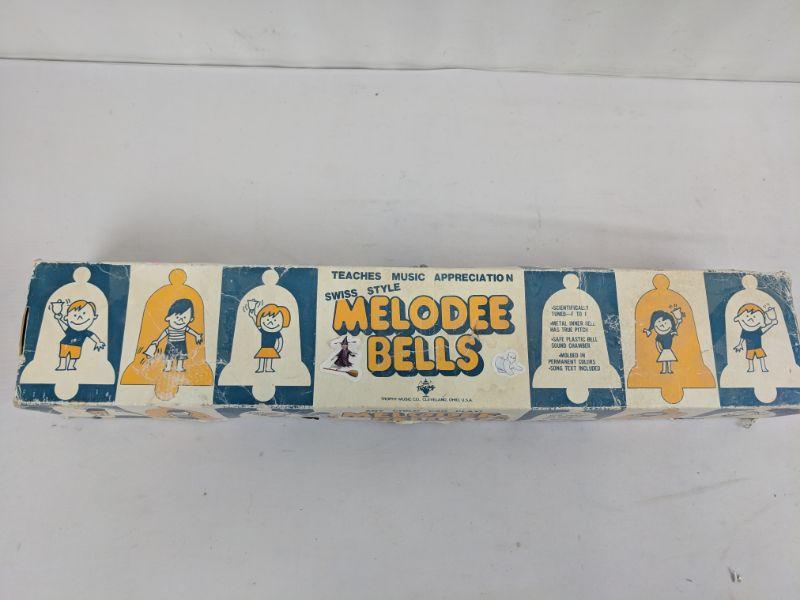 TEACHES MUSIC APPRECIATION
SWISS STYLE
MELODEE
BELLS
TROPHY MUSIC CO., CLEVELAND, OHIO, U.S.A.
•SCIENTIFICALLY
TUNED—F TO F
•METAL INNER BELL
HAS TRUE PITCH
•SAFE PLASTIC BELL
SOUND CHAMBER
•MOLDED IN
PERMANENT COLORS
•SONG TEXT INCLUDED